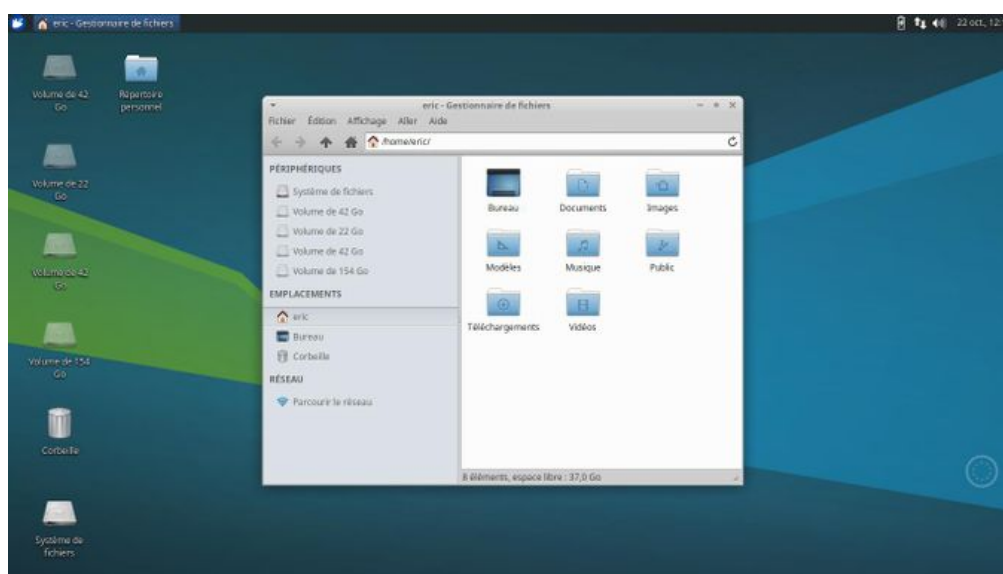 eric - Gestionnaire de fichiers
22 oct., 12:
Volume de 42
Go
Répertoire
personnel
Volume de 22
Go
Volume de 42
Go
Volume de 154
Go
Corbeille
Système de
fichiers
eric - Gestionnaire de fichiers
Fichier Édition Affichage Aller Aide
/home/eric/
PÉRIPHÉRIQUES
Système de fichiers
Volume de 42 Go
Volume de 22 Go
Volume de 42 Go
Volume de 154 Go
EMPLACEMENTS
eric
Bureau
Corbeille
RÉSEAU
Parcourir le réseau
Bureau Documents Images
Modèles Musique Public
Téléchargements Vidéos
8 éléments, espace libre : 37,0 Go